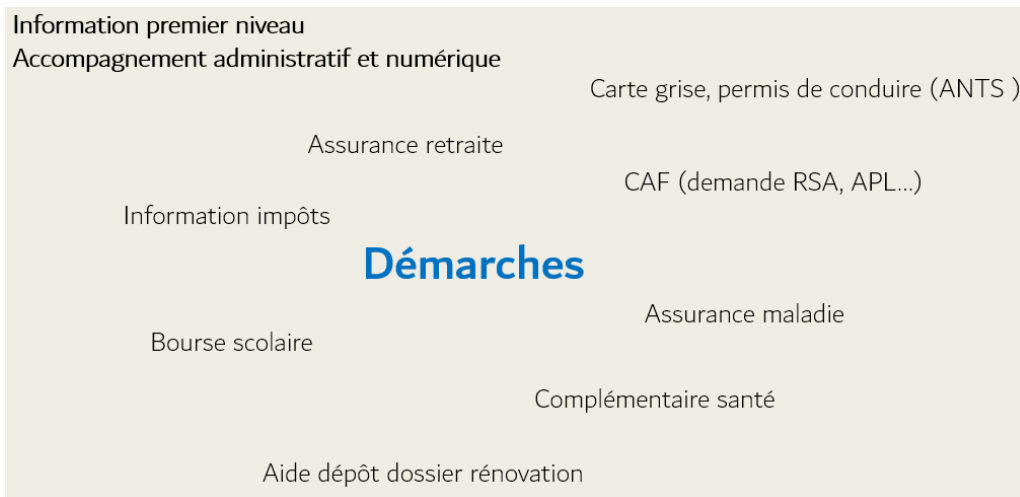 Information premier niveau
Accompagnement administratif et numérique
Carte grise, permis de conduire (ANTS )
Assurance retraite
CAF (demande RSA, APL...)
Information impôts
Démarches
Assurance maladie
Bourse scolaire
Complémentaire santé
Aide dépôt dossier rénovation